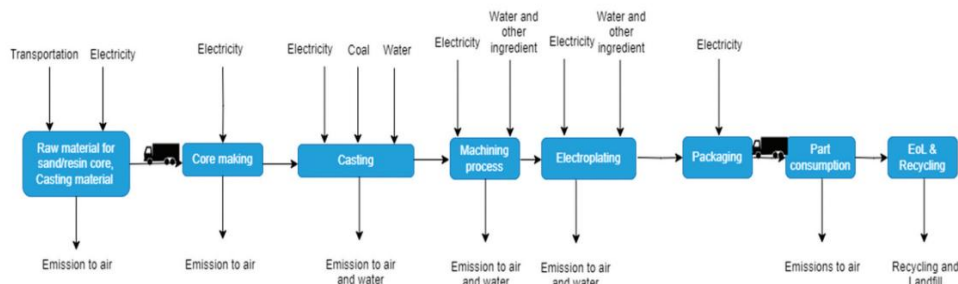 Transportation
Electricity
Electricity
Electricity
Coal
Water
Electricity
Water and
other
ingredient
Electricity
Water and
other
ingredient
Electricity
Raw material for
sand/resin core,
Casting material
Core making
Casting
Machining
process
Electroplating
Packaging
Part
consumption
EoL &
Recycling
Emission to air
Emission to air
Emission to air
and water
Emission to air
and water
Emission to air
and water
Emissions to air
Recycling and
Landfill